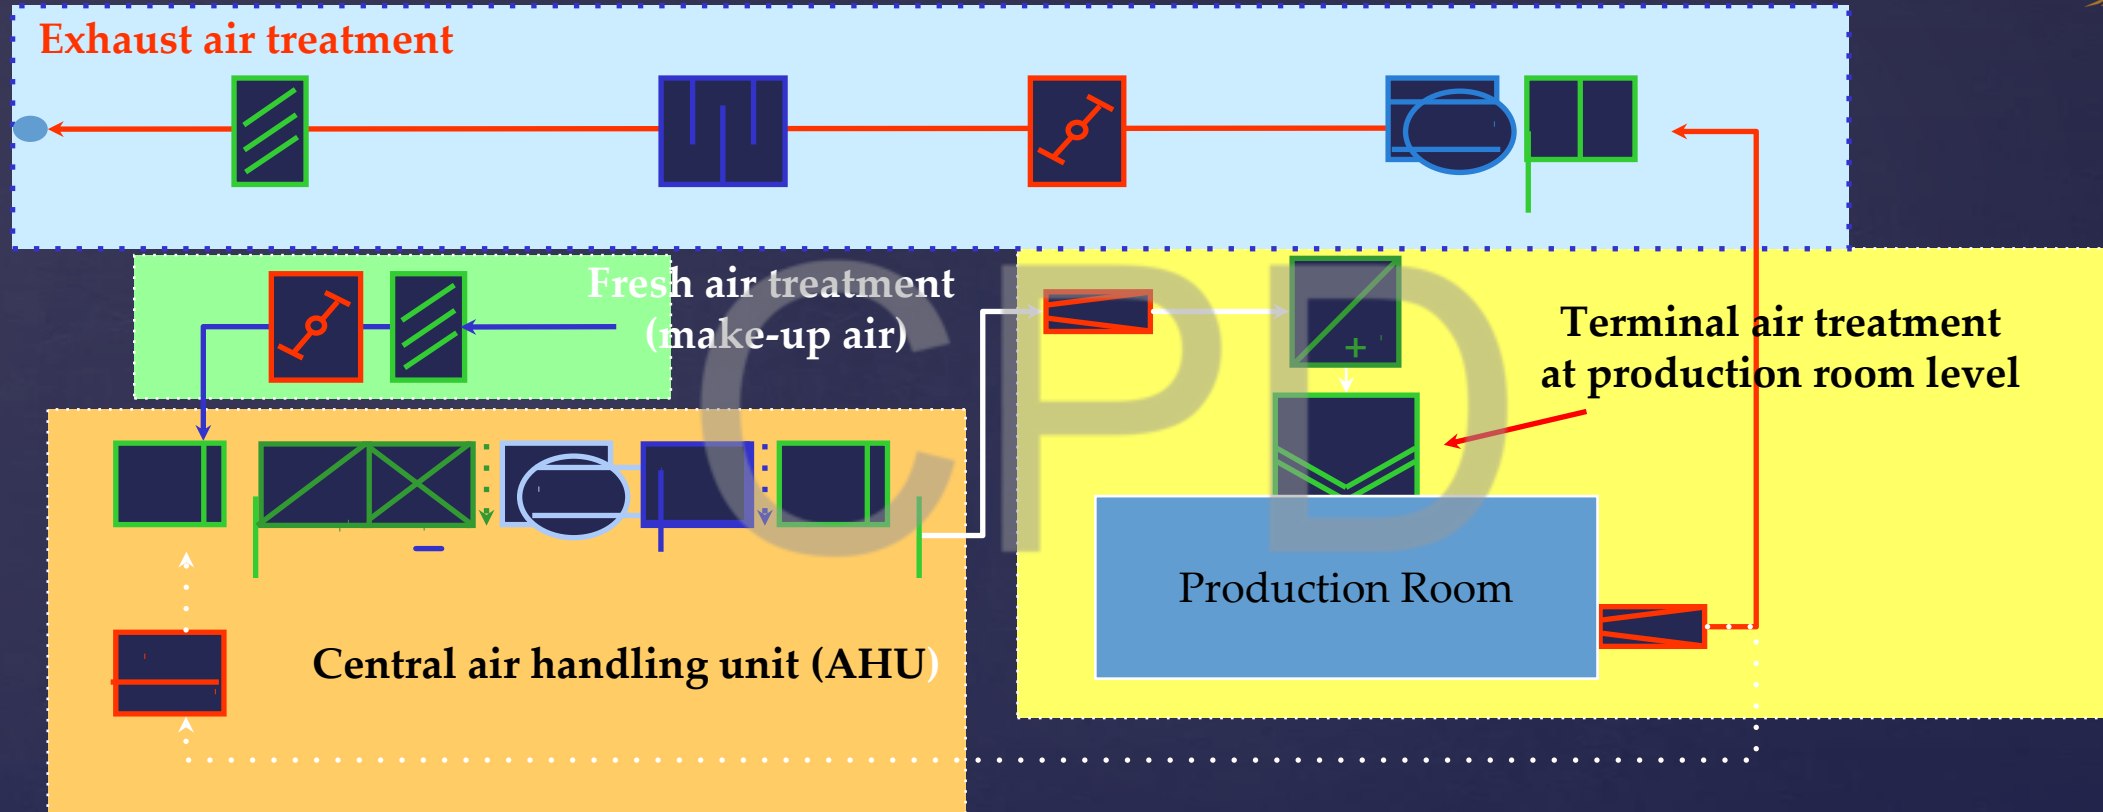 Exhaust air treatment
Fresh air treatment
(make-up air)
Terminal air treatment
at production room level
+
Production Room
Central air handling unit (AHU)
CPD